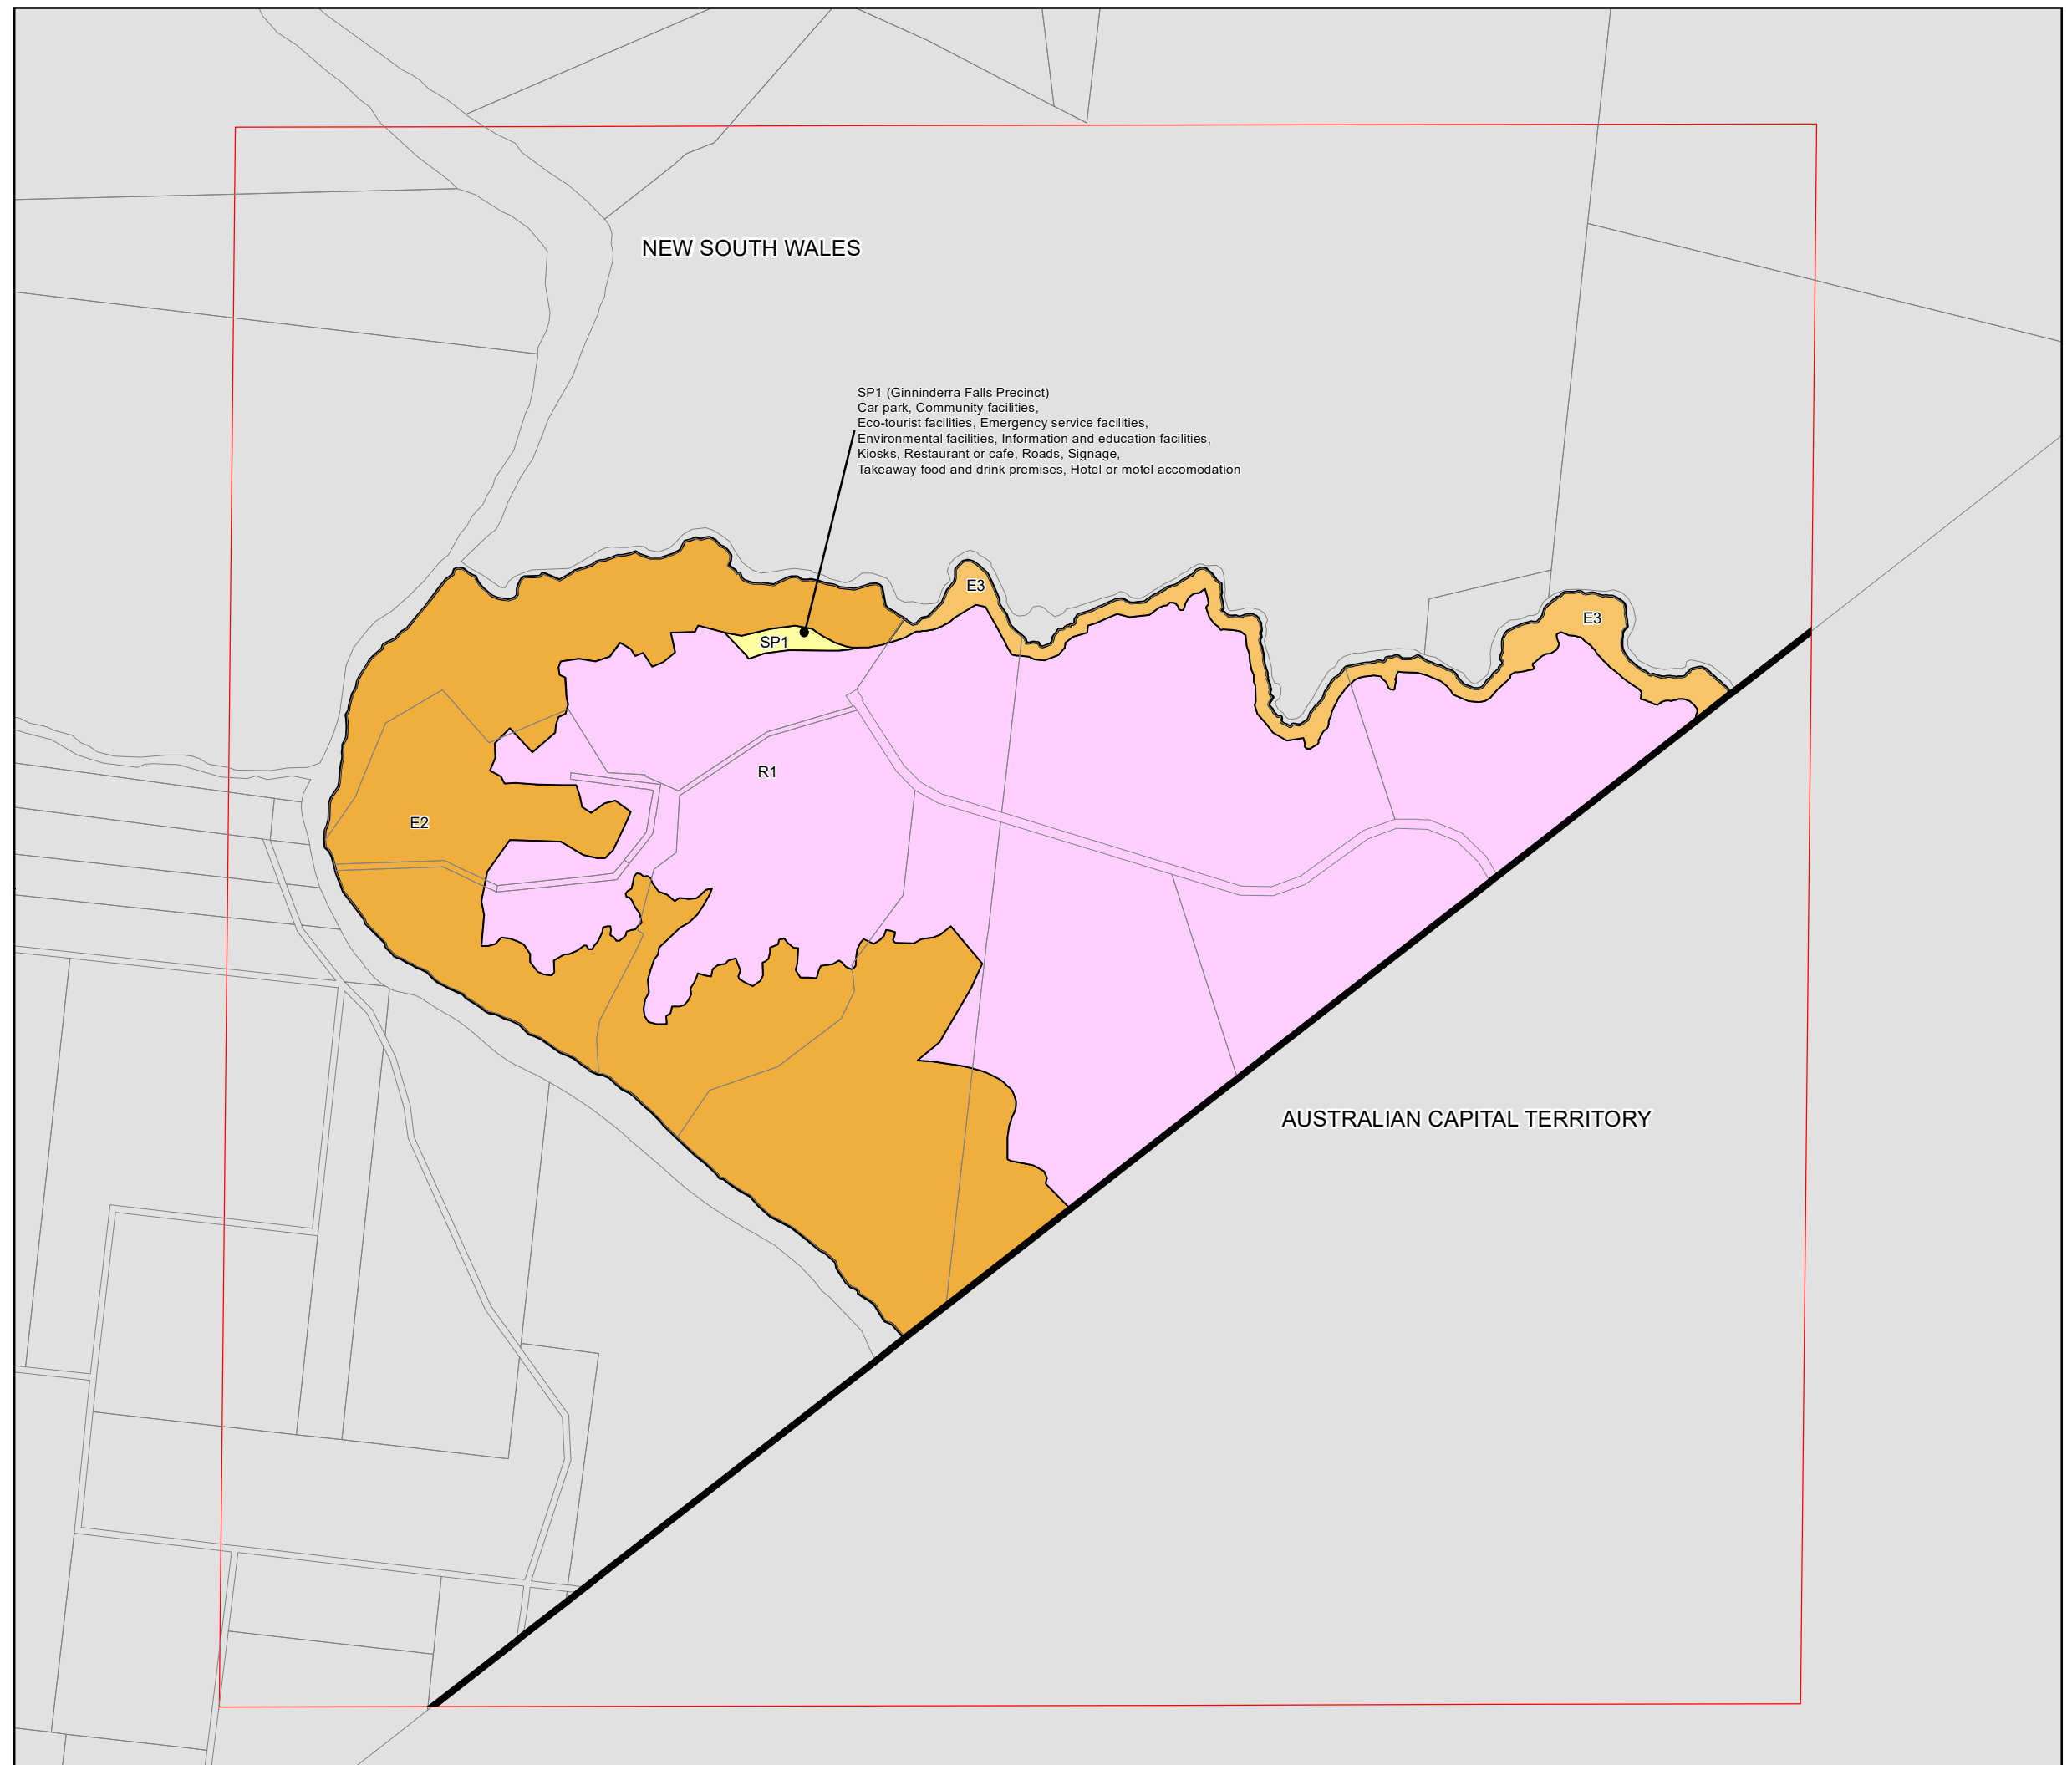 NEW SOUTH WALES
SP1 (Ginninderra Falls Precinct)
Car park, Community facilities,
Eco-tourist facilities, Emergency service facilities,
Environmental facilities, Information and education facilities,
Kiosks, Restaurant or cafe, Roads, Signage,
Takeaway food and drink premises, Hotel or motel accomodation
E3
E3
SP1
R1
E2
AUSTRALIAN CAPITAL TERRITORY